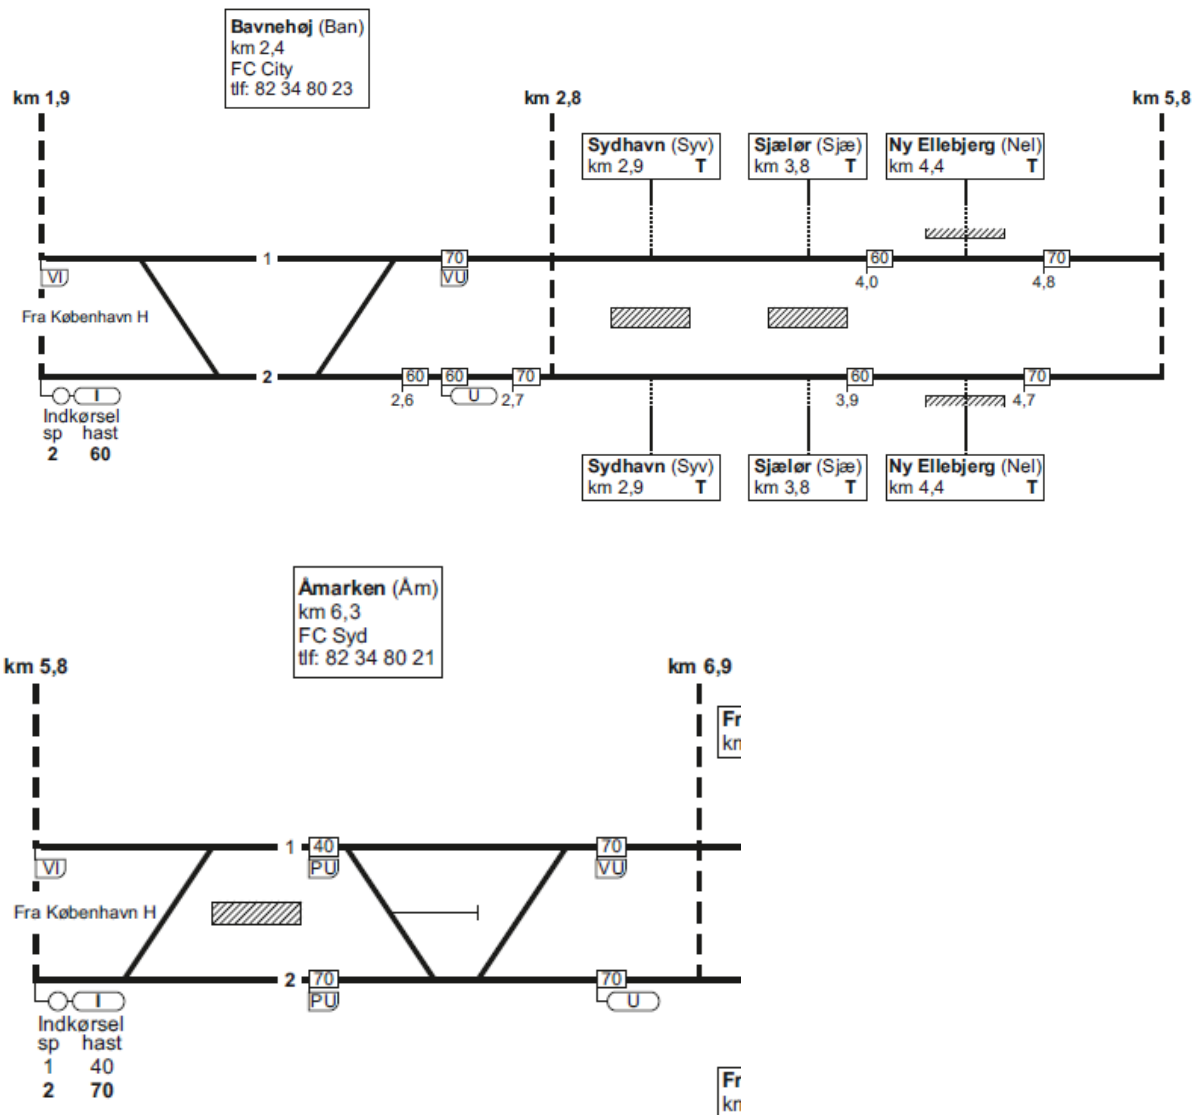 Bavnehøj (Ban)
km 2,4
FC City
tlf: 82 34 80 23
km 1,9
km 2,8
km 5,8
Sydhavn (Syv)
km 2,9 T
Sjælør (Sjæ)
km 3,8 T
Ny Ellebjerg (Nel)
km 4,4 T
1
70
60
70
VI
VU
4,0
4,8
Fra København H
2
60
60
70
60
70
I
2,6
U
2,7
3,9
4,7
Indkørsel
sp hast
2 60
Sydhavn (Syv)
km 2,9 T
Sjælør (Sjæ)
km 3,8 T
Ny Ellebjerg (Nel)
km 4,4 T
Åmarken (Åm)
km 6,3
FC Syd
tlf: 82 34 80 21
km 5,8
km 6,9
Fr
km
1
40
70
VI
PU
VU
Fra København H
2
70
70
I
PU
U
Indkørsel
sp hast
1 40
2 70
Fr
km